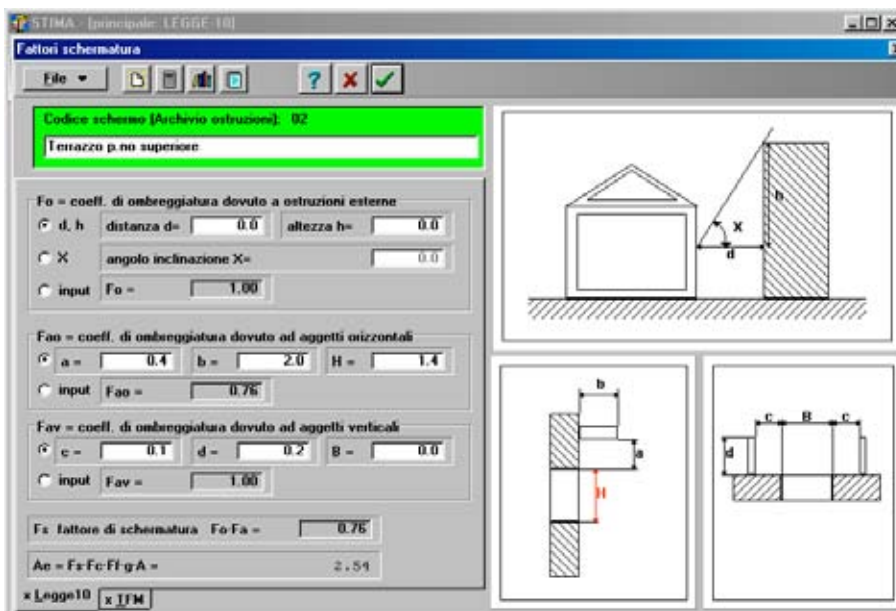 STIMA - [principale: LEGGE-10]
Fattori schermatura
File
Codice schermo (Archivio ostruzioni): 02
Terrazzo p.no superiore
Fo = coeff. di ombreggiatura dovuto a ostruzioni esterne
d, h distanza d= 0.0 altezza h= 0.0
X angolo inclinazione X= 0.0
input Fo = 1.00
Fao = coeff. di ombreggiatura dovuto ad aggetti orizzontali
a = 0.4 b = 2.0 H = 1.4
input Fao = 0.76
Fav = coeff. di ombreggiatura dovuto ad aggetti verticali
c = 0.1 d = 0.2 B = 0.0
input Fav = 1.00
Fs fattore di schermatura Fo·Fa = 0.76
Ae = Fs·Fc·Ff·g·A = 2.54
x Legge10 x TFM
h
X
d
b
a
H
c B c
d